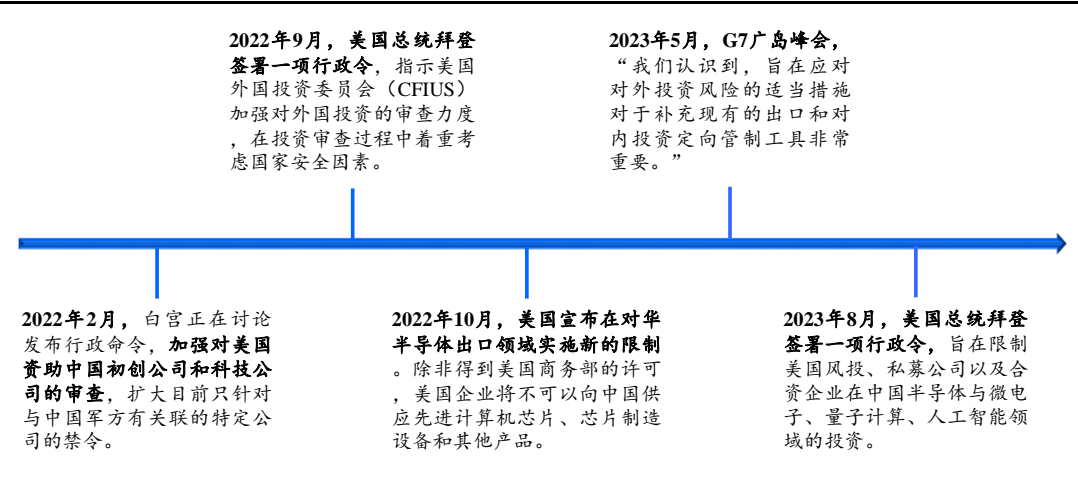 2022年9月，美国总统拜登
签署一项行政令，指示美国
外国投资委员会（CFIUS）
加强对外国投资的审查力度
，在投资审查过程中着重考
虑国家安全因素。
2023年5月，G7广岛峰会，
“我们认识到，旨在应对
对外投资风险的适当措施
对于补充现有的出口和对
内投资定向管制工具非常
重要。”
2022年2月，白宫正在讨论
发布行政命令，加强对美国
资助中国初创公司和科技公
司的审查，扩大目前只针对
与中国军方有关联的特定公
司的禁令。
2022年10月，美国宣布在对华
半导体出口领域实施新的限制
。除非得到美国商务部的许可
，美国企业将不可以向中国供
应先进计算机芯片、芯片制造
设备和其他产品。
2023年8月，美国总统拜登
签署一项行政令，旨在限制
美国风投、私募公司以及合
资企业在中国半导体与微电
子、量子计算、人工智能领
域的投资。